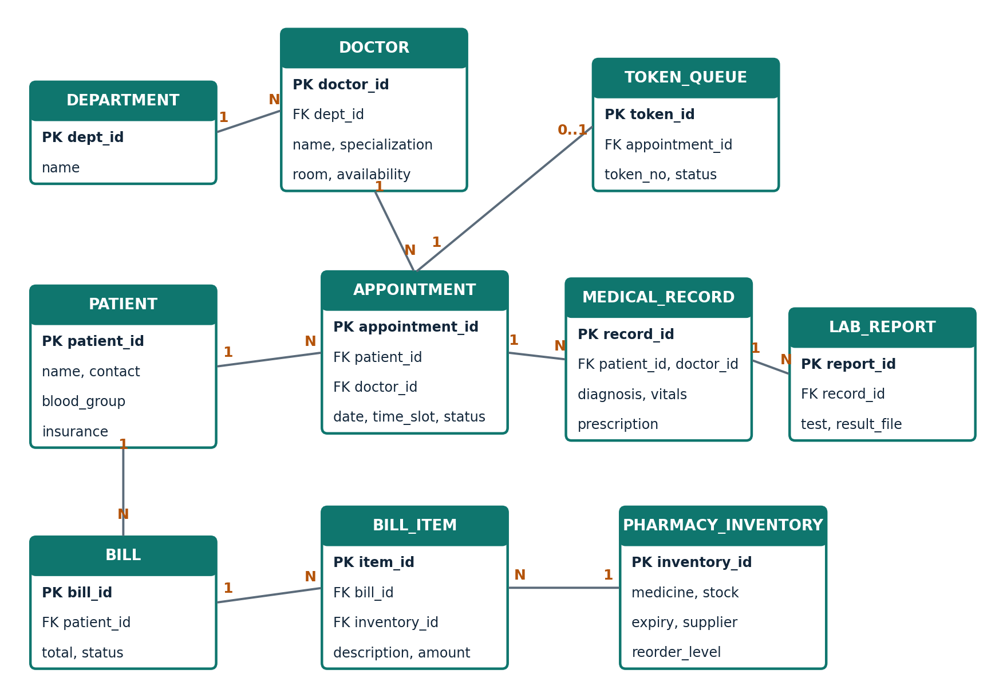 DOCTOR
PK doctor_id
FK dept_id
name, specialization
room, availability
1
TOKEN_QUEUE
PK token_id
FK appointment_id
token_no, status
0..1
DEPARTMENT
PK dept_id
name
1
N
N
1
APPOINTMENT
PK appointment_id
FK patient_id
FK doctor_id
date, time_slot, status
PATIENT
PK patient_id
name, contact
blood_group
insurance
1
1
N
MEDICAL_RECORD
PK record_id
FK patient_id, doctor_id
diagnosis, vitals
prescription
1
N
LAB_REPORT
PK report_id
FK record_id
test, result_file
1
N
N
BILL
PK bill_id
FK patient_id
total, status
1
N
BILL_ITEM
PK item_id
FK bill_id
FK inventory_id
description, amount
N
1
PHARMACY_INVENTORY
PK inventory_id
medicine, stock
expiry, supplier
reorder_level